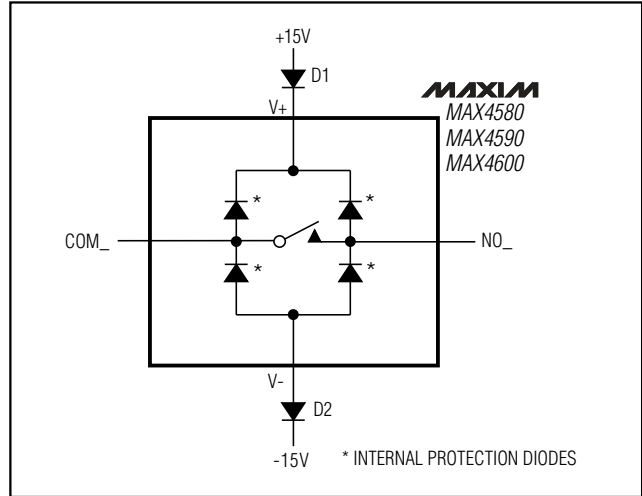 +15V
D1
V+
MAXIM
MAX4580
MAX4590
MAX4600
*
*
COM_
NO_
*
*
V-
D2
-15V
* INTERNAL PROTECTION DIODES